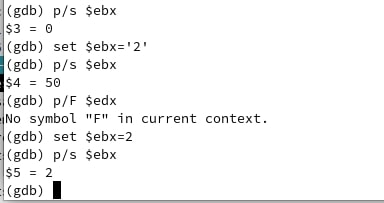 (gdb) p/s $ebx
$3 = 0
(gdb) set $ebx='2'
(gdb) p/s $ebx
$4 = 50
(gdb) p/F $edx
No symbol "F" in current context.
(gdb) set $ebx=2
(gdb) p/s $ebx
$5 = 2
(gdb)